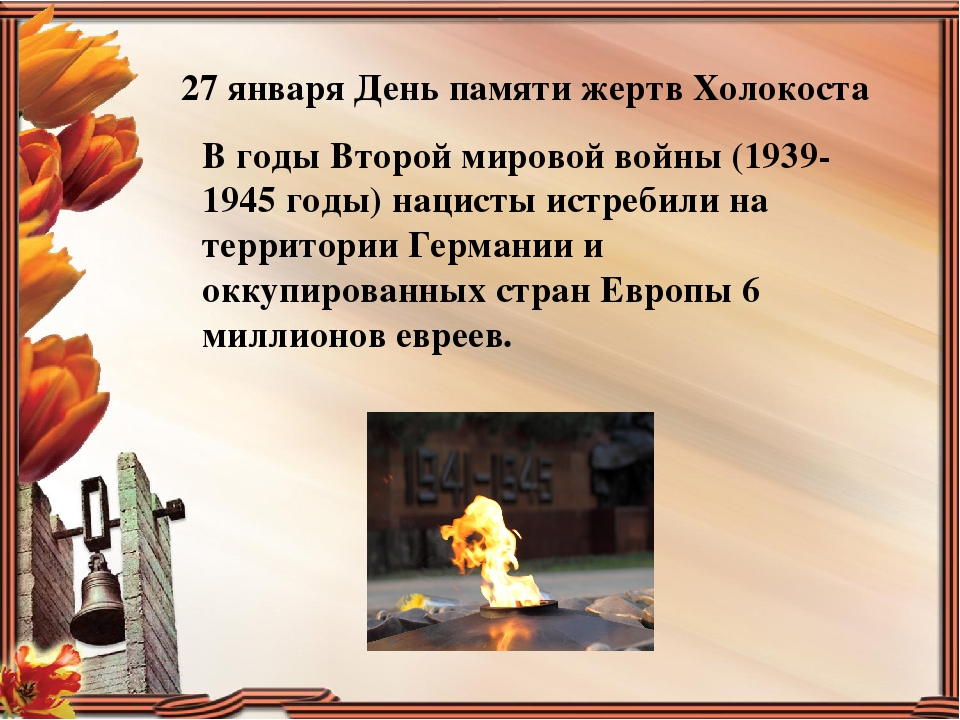 27 января День памяти жертв Холокоста
В годы Второй мировой войны (1939-
1945 годы) нацисты истребили на
территории Германии и
оккупированных стран Европы 6
миллионов евреев.
1941-1945